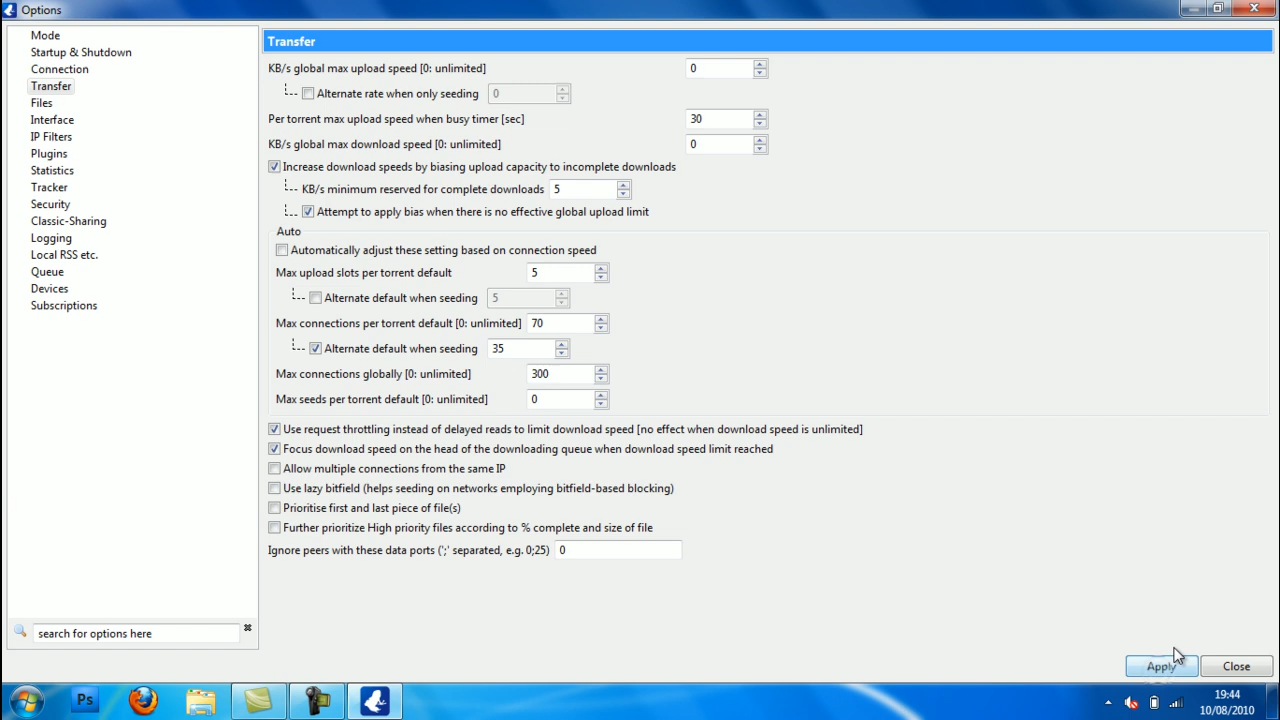 Options
Mode
Startup & Shutdown
Connection
Transfer
Files
Interface
IP Filters
Plugins
Statistics
Tracker
Security
Classic-Sharing
Logging
Local RSS etc.
Queue
Devices
Subscriptions
search for options here
Transfer
KB/s global max upload speed [0: unlimited] 0
Alternate rate when only seeding 0
Per torrent max upload speed when busy timer [sec] 30
KB/s global max download speed [0: unlimited] 0
Increase download speeds by biasing upload capacity to incomplete downloads
KB/s minimum reserved for complete downloads 5
Attempt to apply bias when there is no effective global upload limit
Auto
Automatically adjust these setting based on connection speed
Max upload slots per torrent default 5
Alternate default when seeding 5
Max connections per torrent default [0: unlimited] 70
Alternate default when seeding 35
Max connections globally [0: unlimited] 300
Max seeds per torrent default [0: unlimited] 0
Use request throttling instead of delayed reads to limit download speed [no effect when download speed is unlimited]
Focus download speed on the head of the downloading queue when download speed limit reached
Allow multiple connections from the same IP
Use lazy bitfield (helps seeding on networks employing bitfield-based blocking)
Prioritise first and last piece of file(s)
Further prioritize High priority files according to % complete and size of file
Ignore peers with these data ports (';' separated, e.g. 0;25) 0
Apply Close
Ps
19:44
10/08/2010